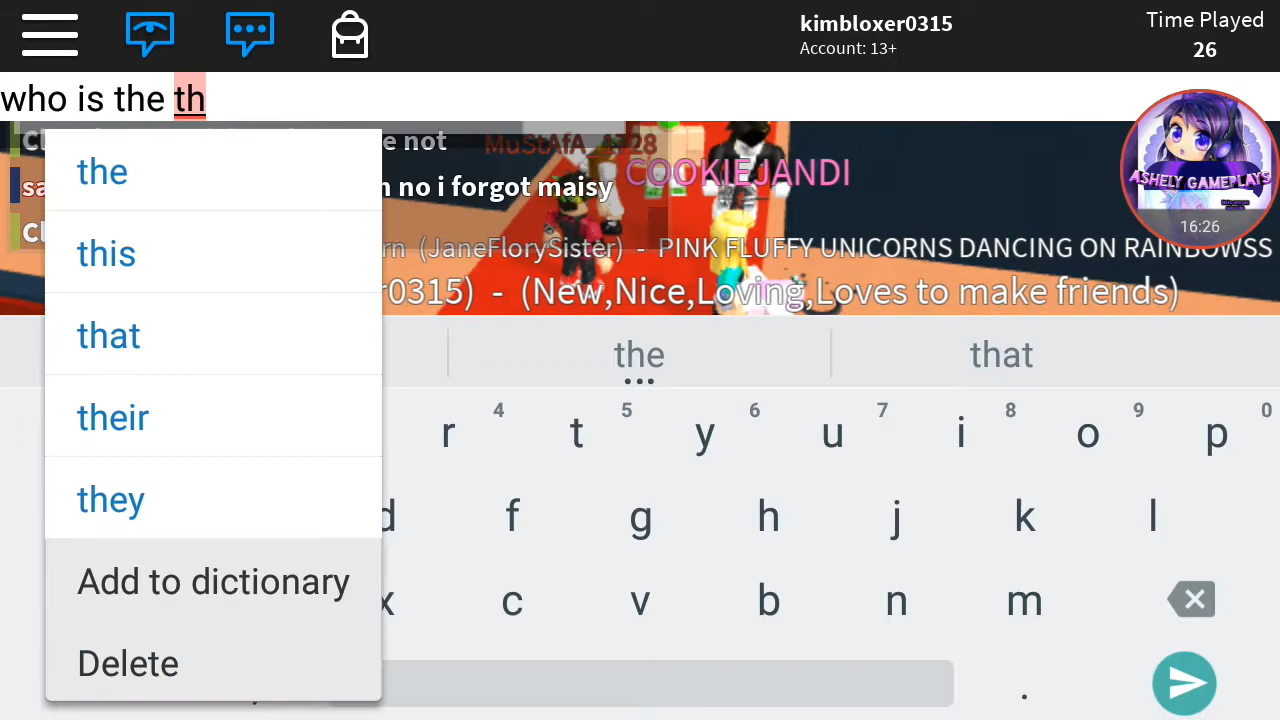 kimbloxer0315
Account: 13+
Time Played
26
who is the th
e not
MuStAfA_1728
n no i forgot maisy
COOKIEJANDI
ASHELY GAMEPLAYS
16:26
(JaneFlorySister) - PINK FLUFFY UNICORNS DANCING ON RAINBOWSS
r0315) - (New,Nice,Loving,Loves to make friends)
the
this
that
their
they
Add to dictionary
Delete
the
that
4 5 6 7 8 9 0
r t y u i o p
d f g h j k l
x c v b n m
.